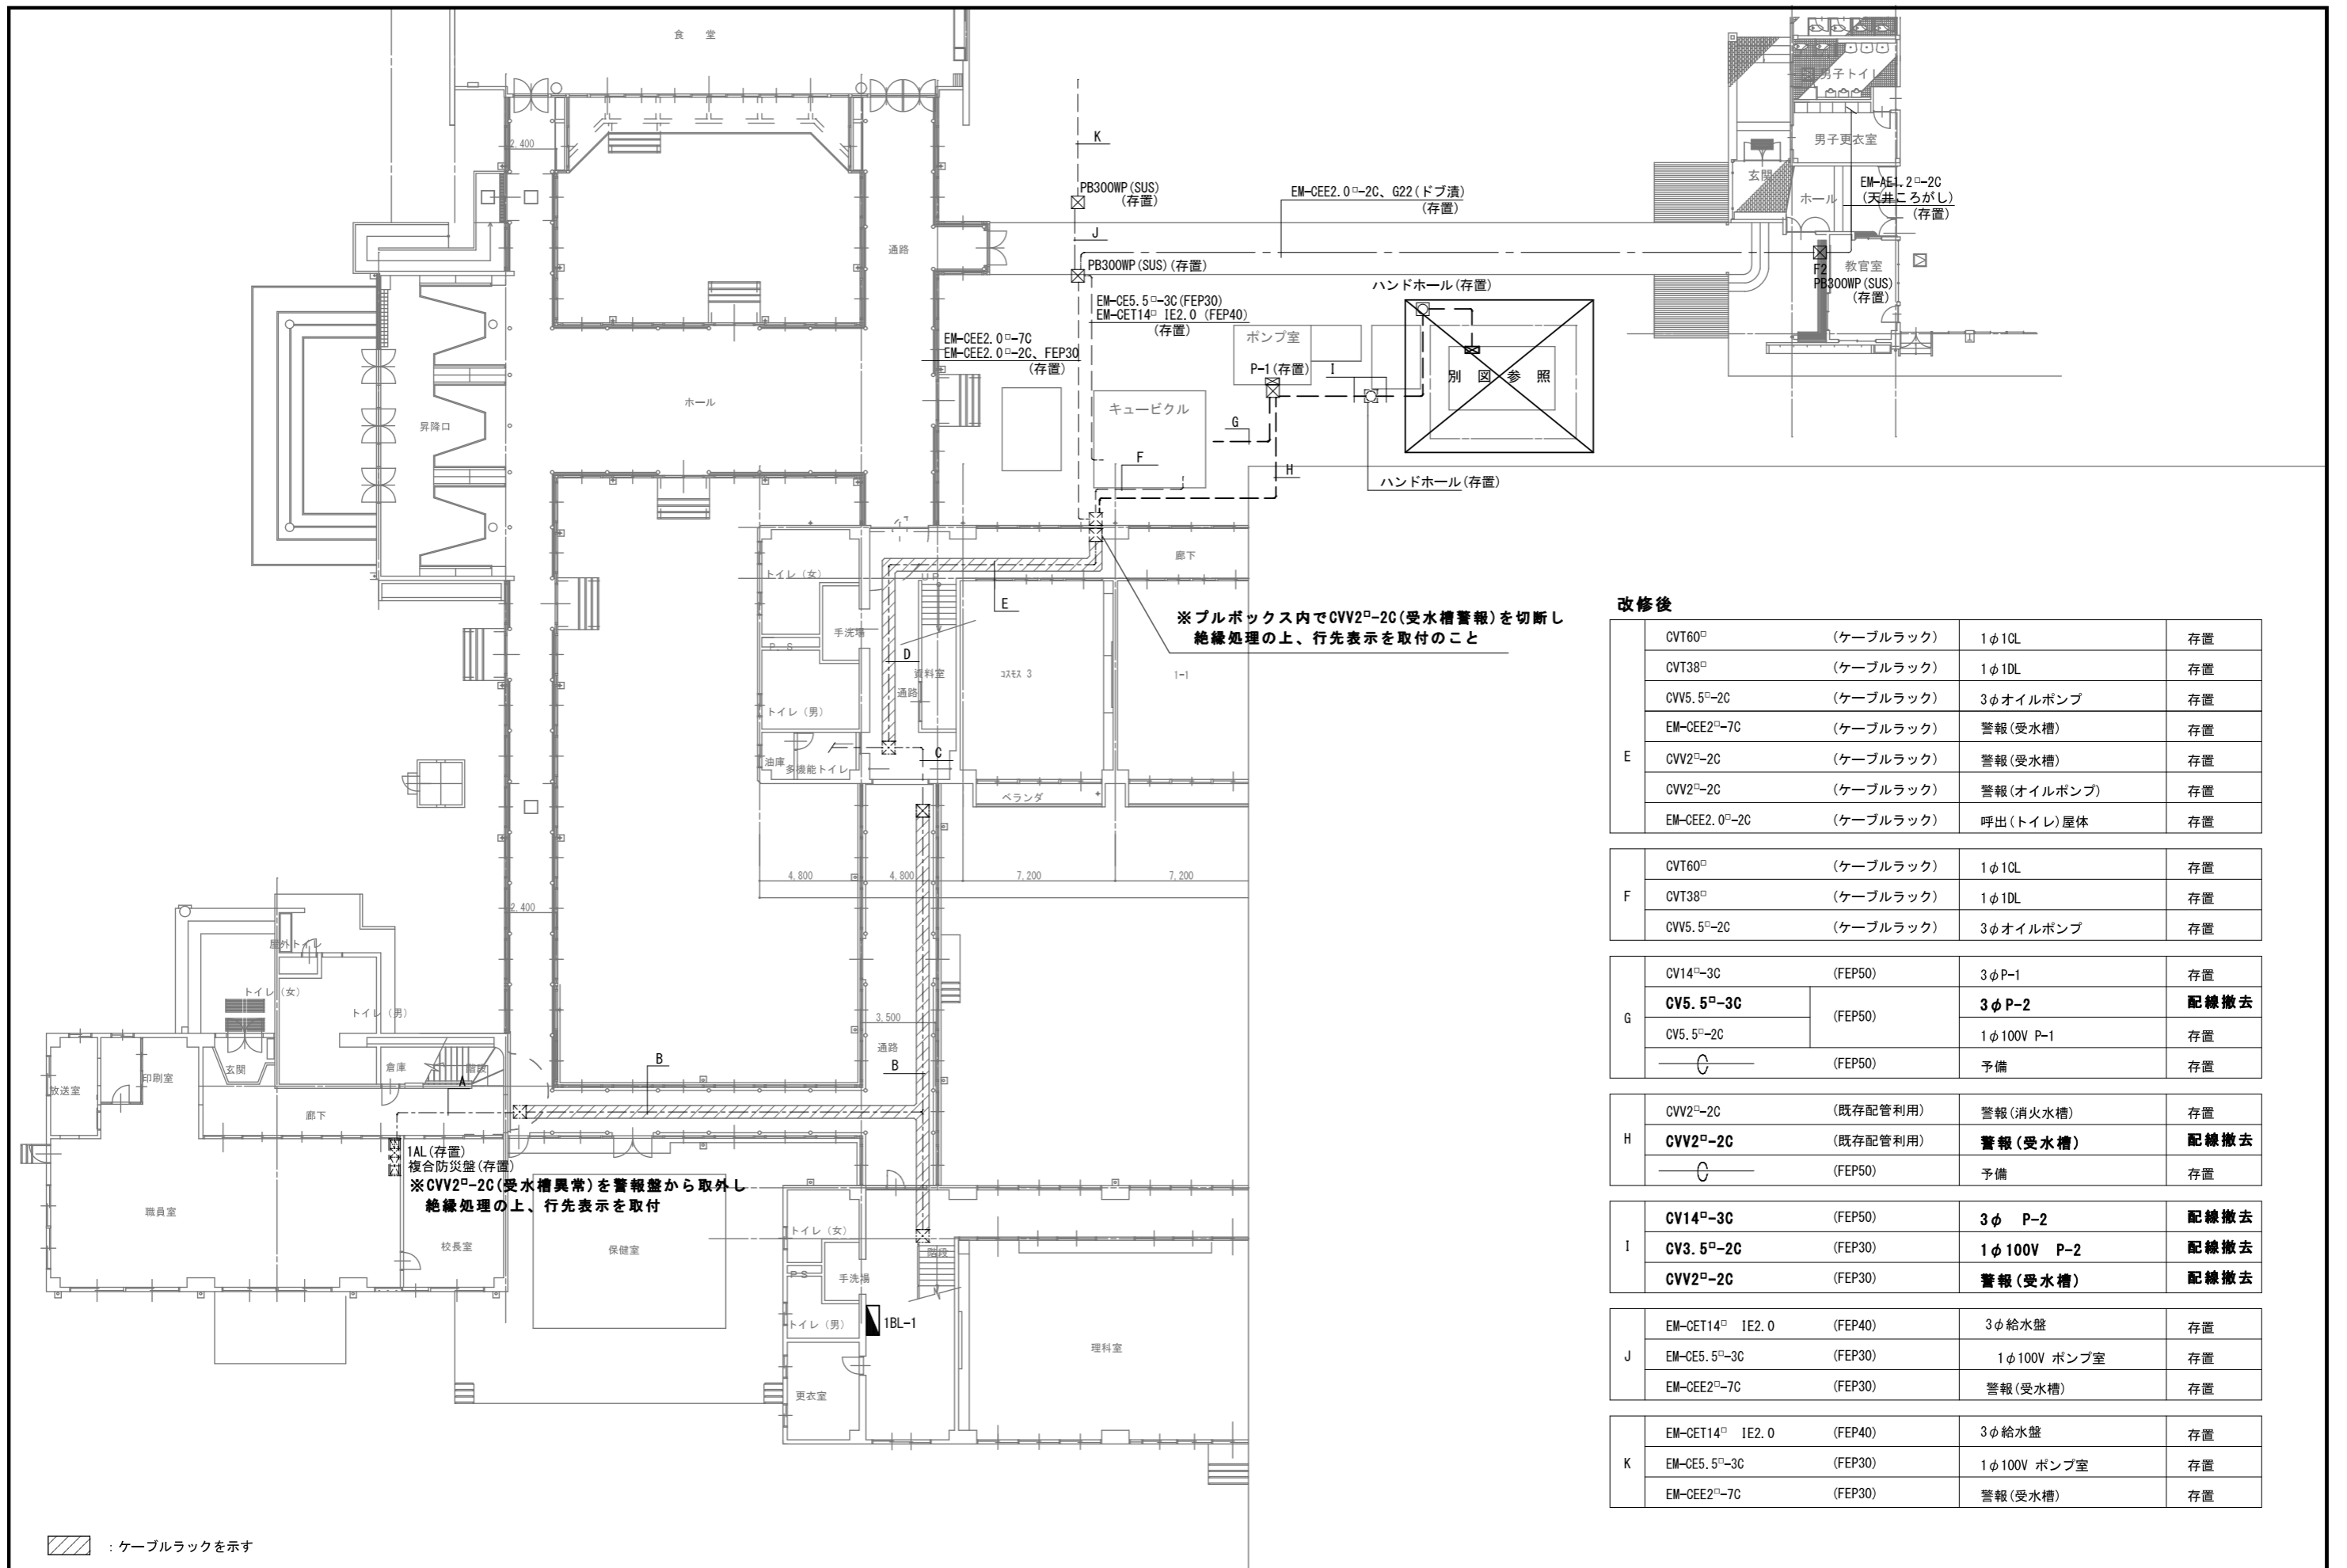 食　堂
2,400
K
PB300WP(SUS)
(存置)
EM-CEE2.0□-2C、G22(ドブ漬)
(存置)
男子トイレ
男子更衣室
玄関
ホール
EM-AE1.2□-2C
(天井ころがし)
(存置)
通路
J
PB300WP(SUS)(存置)
F2
教官室
PB300WP(SUS)
(存置)
EM-CE5.5□-3C(FEP30)
EM-CET14□ IE2.0 (FEP40)
(存置)
ハンドホール(存置)
EM-CEE2.0□-7C
EM-CEE2.0□-2C、FEP30
(存置)
ポンプ室
P-1(存置)
I
別 図 参 照
キュービクル
G
ホール
昇降口
F
H
ハンドホール(存置)
廊下
トイレ（女）
UP
E
※プルボックス内でCVV2□-2C(受水槽警報)を切断し
絶縁処理の上、行先表示を取付のこと
手洗場
P.S
D
資料室
通路
コスモス 3
1-1
トイレ（男）
C
油庫
多機能トイレ
ベランダ
4,800
4,800
7,200
7,200
2,400
屋外トイレ
トイレ（女）
トイレ（男）
3,500
通路
B
B
放送室
印刷室
玄関
倉庫
階段
A
廊下
1AL(存置)
複合防災盤(存置)
※CVV2□-2C(受水槽異常)を警報盤から取外し
絶縁処理の上、行先表示を取付
職員室
校長室
保健室
トイレ（女）
PS
手洗場
階段
トイレ（男）
1BL-1
更衣室
理科室
：ケーブルラックを示す
改修後
E
CVT60□ (ケーブルラック) 1φ1CL 存置
CVT38□ (ケーブルラック) 1φ1DL 存置
CVV5.5□-2C (ケーブルラック) 3φオイルポンプ 存置
EM-CEE2□-7C (ケーブルラック) 警報(受水槽) 存置
CVV2□-2C (ケーブルラック) 警報(受水槽) 存置
CVV2□-2C (ケーブルラック) 警報(オイルポンプ) 存置
EM-CEE2.0□-2C (ケーブルラック) 呼出(トイレ)屋体 存置
F
CVT60□ (ケーブルラック) 1φ1CL 存置
CVT38□ (ケーブルラック) 1φ1DL 存置
CVV5.5□-2C (ケーブルラック) 3φオイルポンプ 存置
G
CV14□-3C (FEP50) 3φP-1 存置
CV5.5□-3C (FEP50) 3φP-2 配線撤去
CV5.5□-2C 1φ100V P-1 存置
(FEP50) 予備 存置
H
CVV2□-2C (既存配管利用) 警報(消火水槽) 存置
CVV2□-2C (既存配管利用) 警報(受水槽) 配線撤去
(FEP50) 予備 存置
I
CV14□-3C (FEP50) 3φ P-2 配線撤去
CV3.5□-2C (FEP30) 1φ100V P-2 配線撤去
CVV2□-2C (FEP30) 警報(受水槽) 配線撤去
J
EM-CET14□ IE2.0 (FEP40) 3φ給水盤 存置
EM-CE5.5□-3C (FEP30) 1φ100V ポンプ室 存置
EM-CEE2□-7C (FEP30) 警報(受水槽) 存置
K
EM-CET14□ IE2.0 (FEP40) 3φ給水盤 存置
EM-CE5.5□-3C (FEP30) 1φ100V ポンプ室 存置
EM-CEE2□-7C (FEP30) 警報(受水槽) 存置